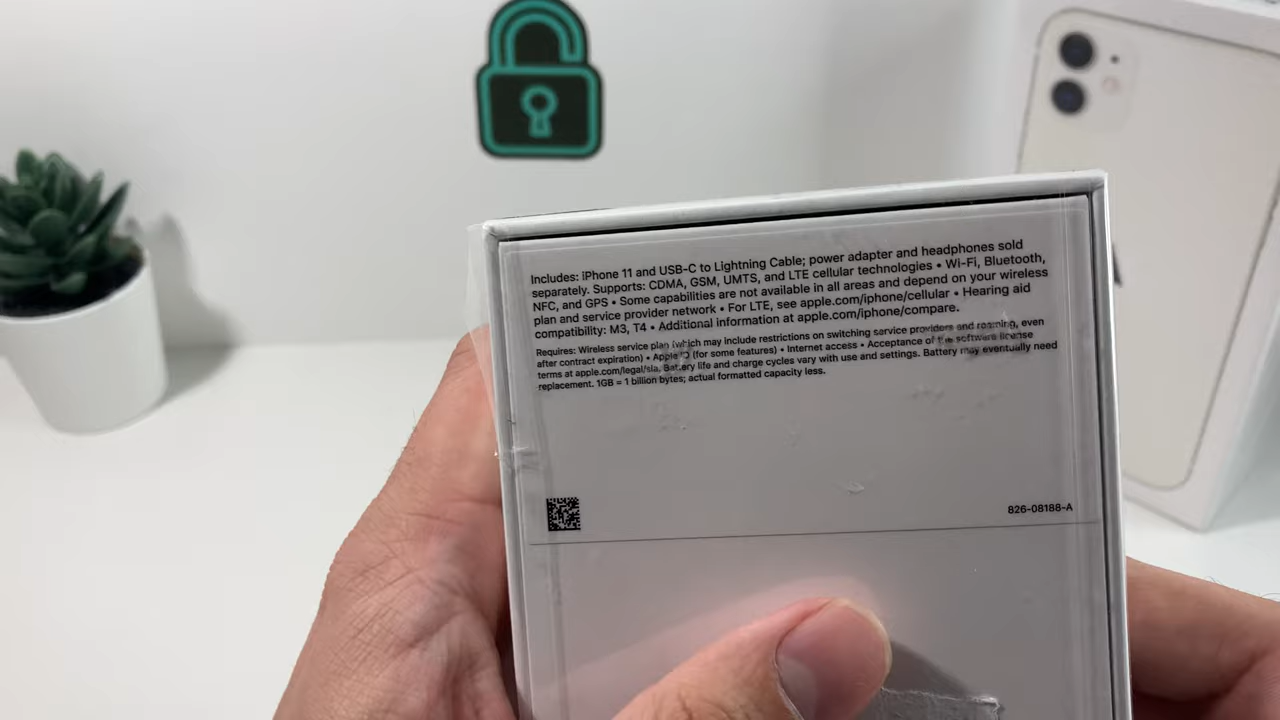 Includes: iPhone 11 and USB-C to Lightning Cable; power adapter and headphones sold
separately. Supports: CDMA, GSM, UMTS, and LTE cellular technologies • Wi-Fi, Bluetooth,
NFC, and GPS • Some capabilities are not available in all areas and depend on your wireless
plan and service provider network • For LTE, see apple.com/iphone/cellular • Hearing aid
compatibility: M3, T4 • Additional information at apple.com/iphone/compare.
Requires: Wireless service plan (which may include restrictions on switching service providers and roaming, even
after contract expiration) • Apple ID (for some features) • Internet access • Acceptance of the software license
terms at apple.com/legal/sla. Battery life and charge cycles vary with use and settings. Battery may eventually need
replacement. 1GB = 1 billion bytes; actual formatted capacity less.
826-08188-A